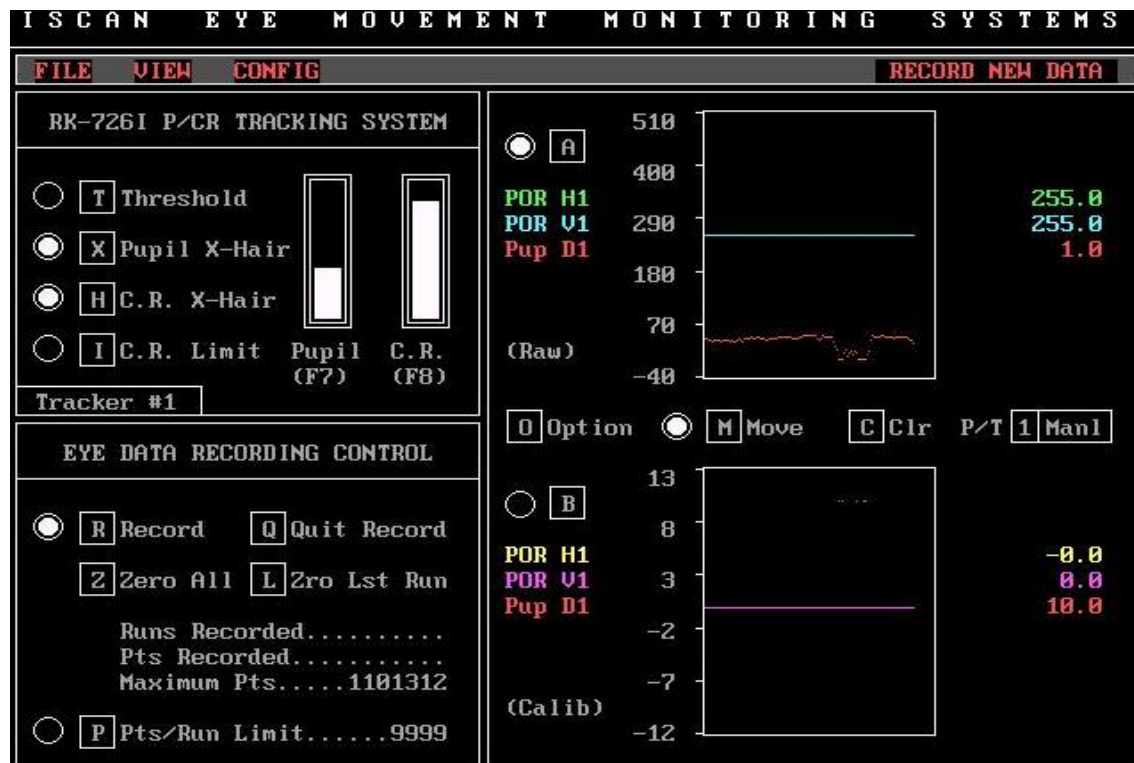 ISCAN EYE MOVEMENT MONITORING SYSTEMS
FILE VIEW CONFIG RECORD NEW DATA
RK-726I P/CR TRACKING SYSTEM
T Threshold
X Pupil X-Hair
H C.R. X-Hair
I C.R. Limit
Pupil C.R.
(F7) (F8)
Tracker #1
EYE DATA RECORDING CONTROL
R Record Q Quit Record
Z Zero All L Zro Lst Run
Runs Recorded..........
Pts Recorded...........
Maximum Pts.....1101312
P Pts/Run Limit......9999
A
POR H1 255.0
POR V1 255.0
Pup D1 1.0
(Raw)
510
400
290
180
70
-40
O Option M Move C Clr P/T 1 Manl
B
POR H1 -0.0
POR V1 0.0
Pup D1 10.0
(Calib)
13
8
3
-2
-7
-12